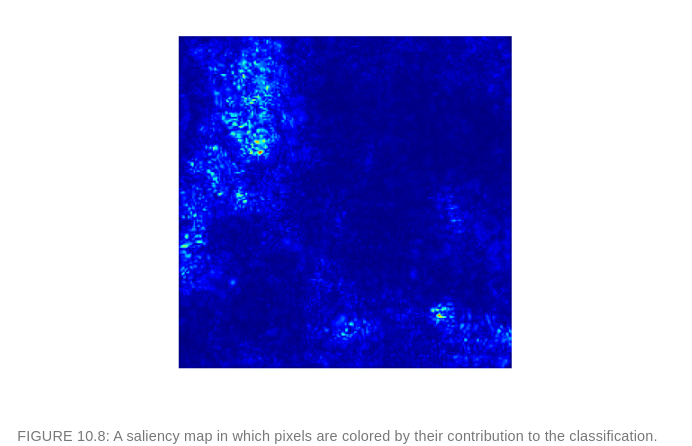 FIGURE 10.8: A saliency map in which pixels are colored by their contribution to the classification.